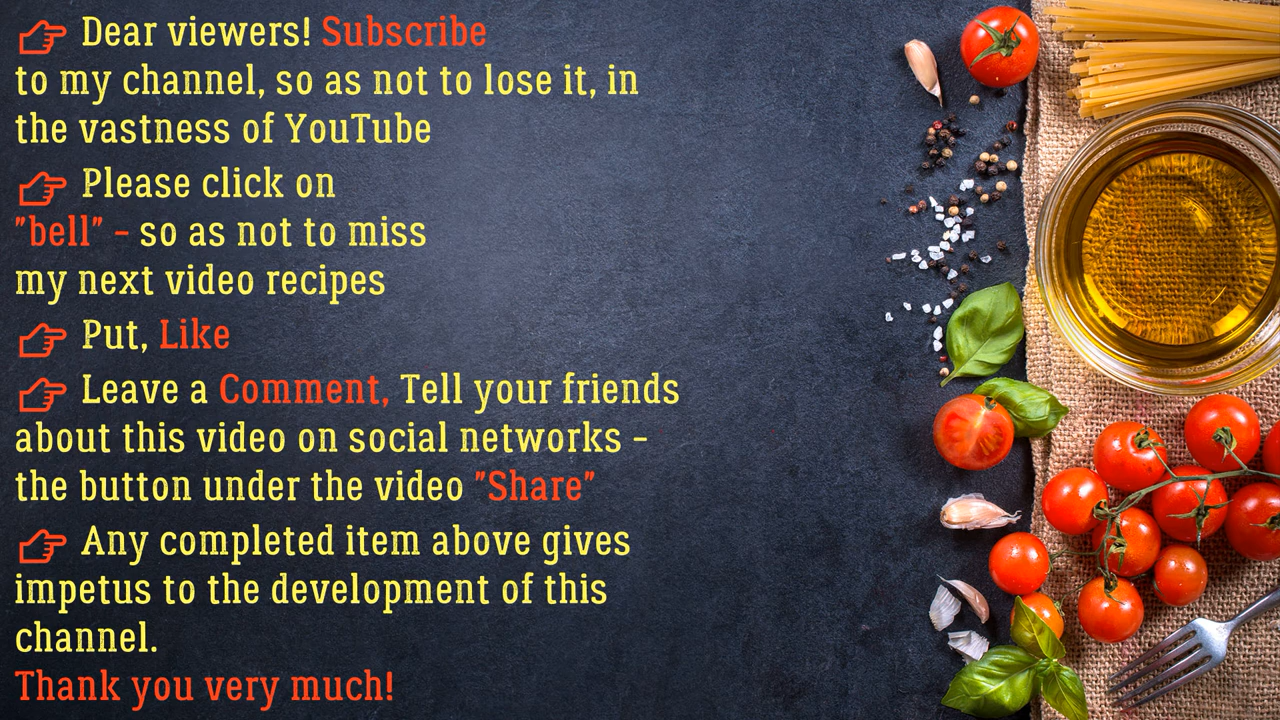 Dear viewers! Subscribe
to my channel, so as not to lose it, in
the vastness of YouTube
Please click on
"bell" - so as not to miss
my next video recipes
Put, Like
Leave a Comment, Tell your friends
about this video on social networks -
the button under the video "Share"
Any completed item above gives
impetus to the development of this
channel.
Thank you very much!